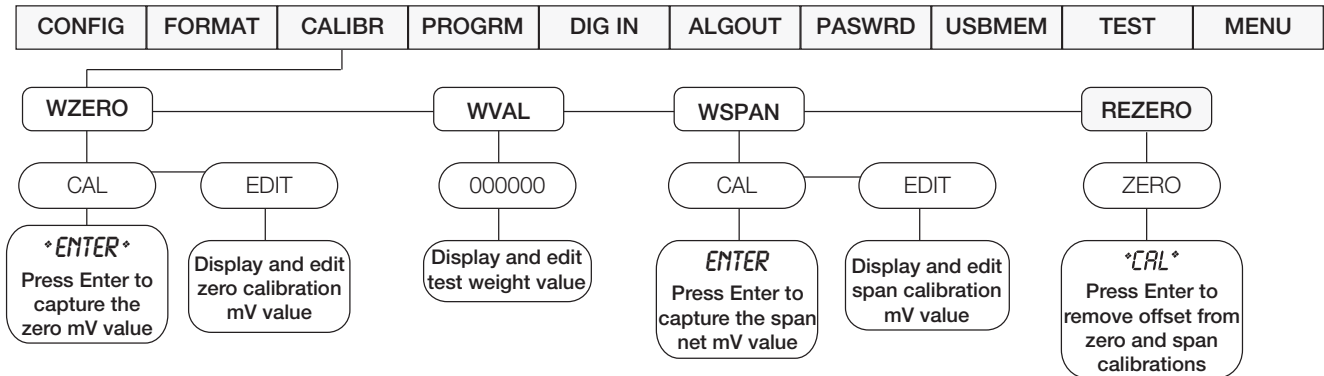 CONFIG FORMAT CALIBR PROGRM DIG IN ALGOUT PASWRD USBMEM TEST MENU
WZERO WVAL WSPAN REZERO
CAL EDIT 000000 CAL EDIT ZERO
*ENTER*
Press Enter to
capture the
zero mV value
Display and edit
zero calibration
mV value
Display and edit
test weight value
ENTER
Press Enter to
capture the span
net mV value
Display and edit
span calibration
mV value
*CAL*
Press Enter to
remove offset from
zero and span
calibrations